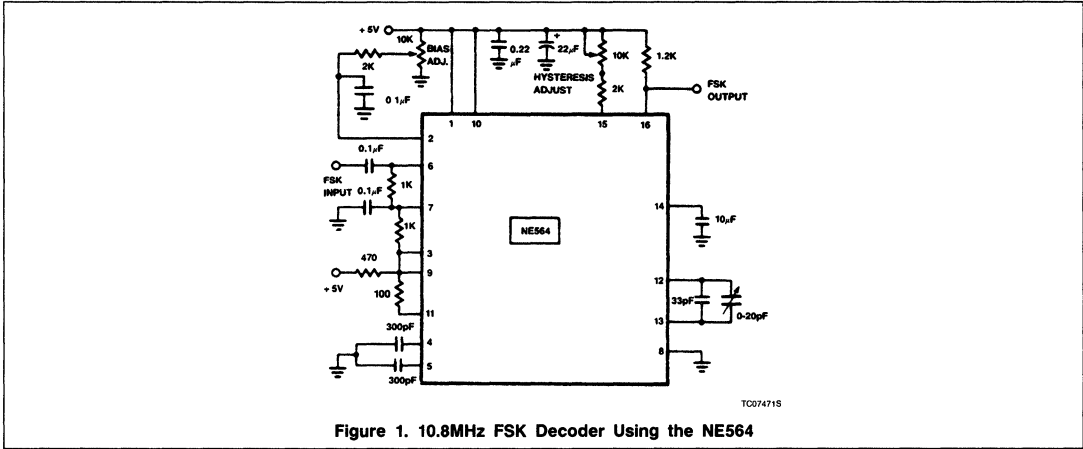 + 5V
10K
BIAS
ADJ.
2K
0 1µF
0.22
µF
+
22µF
10K
HYSTERESIS
ADJUST
2K
1.2K
FSK
OUTPUT
1
10
15
16
2
0.1µF
6
FSK
INPUT
1K
0.1µF
7
1K
3
470
9
+ 5V
100
11
300pF
4
5
300pF
NE564
14
10µF
12
33pF
0-20pF
13
8
TC07471S
Figure 1. 10.8MHz FSK Decoder Using the NE564